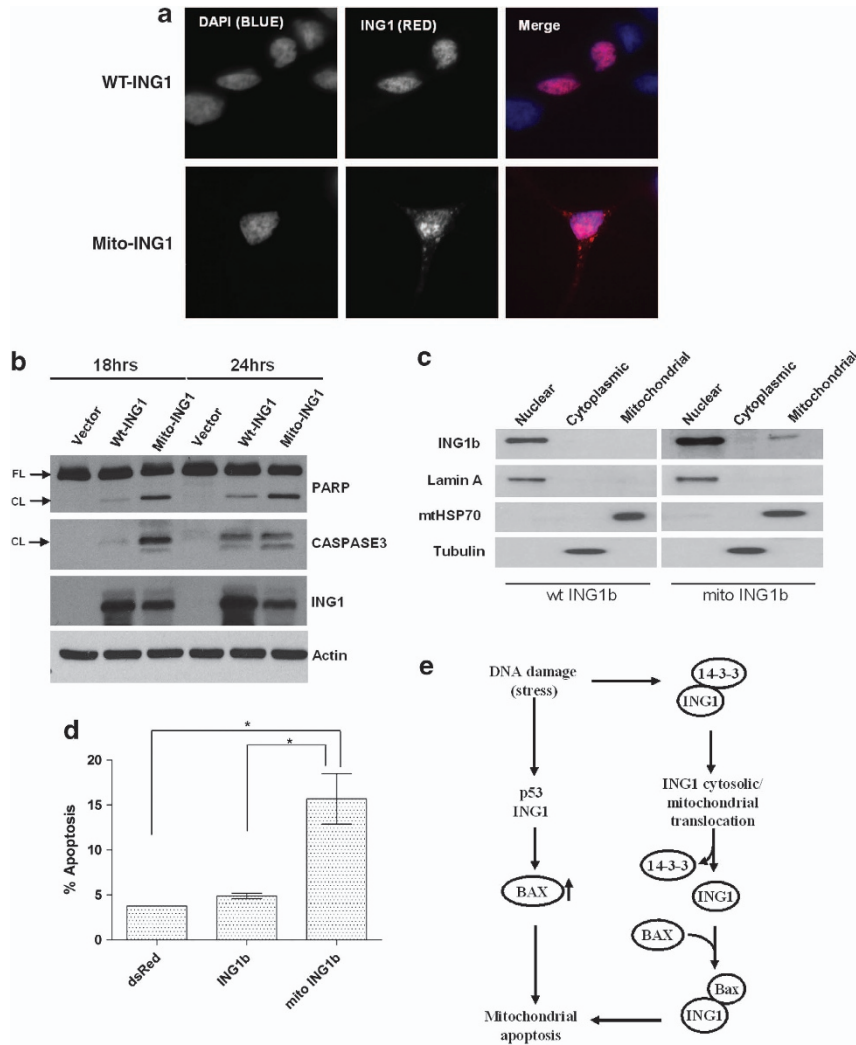 a
DAPI (BLUE)
ING1 (RED)
Merge
WT-ING1
Mito-ING1
b
18hrs
24hrs
Vector
Wt-ING1
Mito-ING1
Vector
Wt-ING1
Mito-ING1
FL
CL
PARP
CL
CASPASE3
ING1
Actin
c
Nuclear
Cytoplasmic
Mitochondrial
Nuclear
Cytoplasmic
Mitochondrial
ING1b
Lamin A
mtHSP70
Tubulin
wt ING1b
mito ING1b
d
*
*
% Apoptosis
20
15
10
5
0
dsRed
ING1b
mito ING1b
e
DNA damage
(stress)
14-3-3
ING1
p53
ING1
ING1 cytosolic/
mitochondrial
translocation
14-3-3
ING1
BAX
BAX
Bax
ING1
Mitochondrial
apoptosis